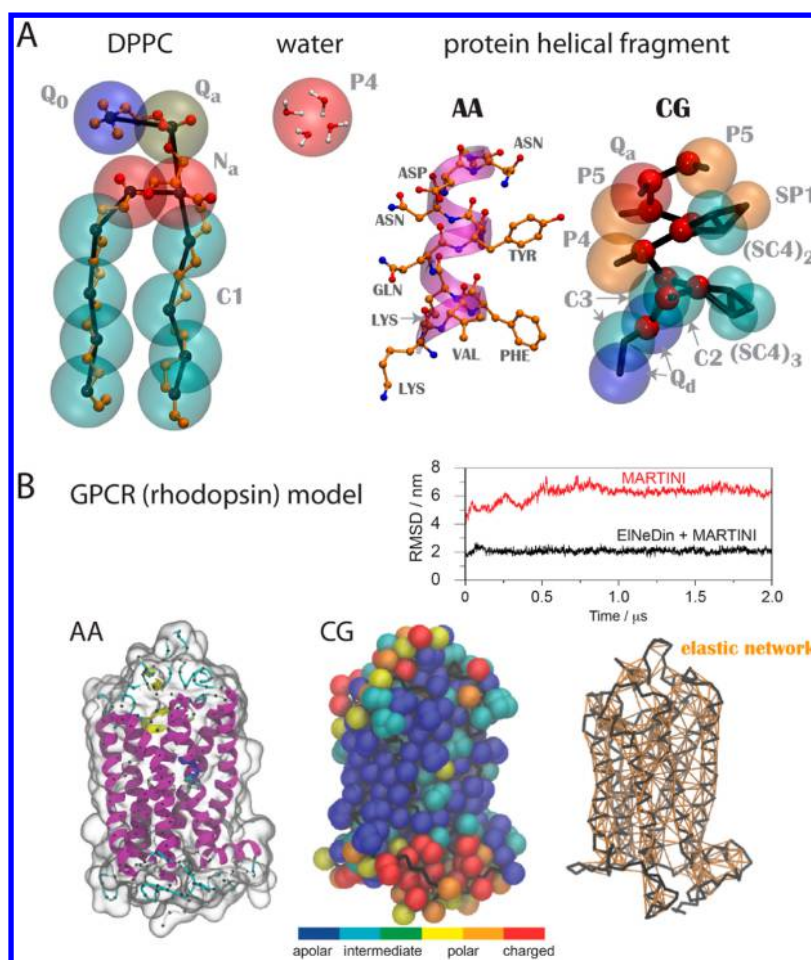 A
DPPC
water
protein helical fragment
Q0
Qa
P4
Na
C1
AA
ASN
ASP
ASN
TYR
GLN
LYS
VAL
PHE
LYS
CG
Qa
P5
P5
SP1
P4
(SC4)2
C3
C2
(SC4)3
Qd
B
GPCR (rhodopsin) model
8
6
4
2
0
RMSD / nm
MARTINI
ElNeDin + MARTINI
0
0.5
1.0
1.5
2.0
Time / μs
AA
CG
elastic network
apolar intermediate polar charged